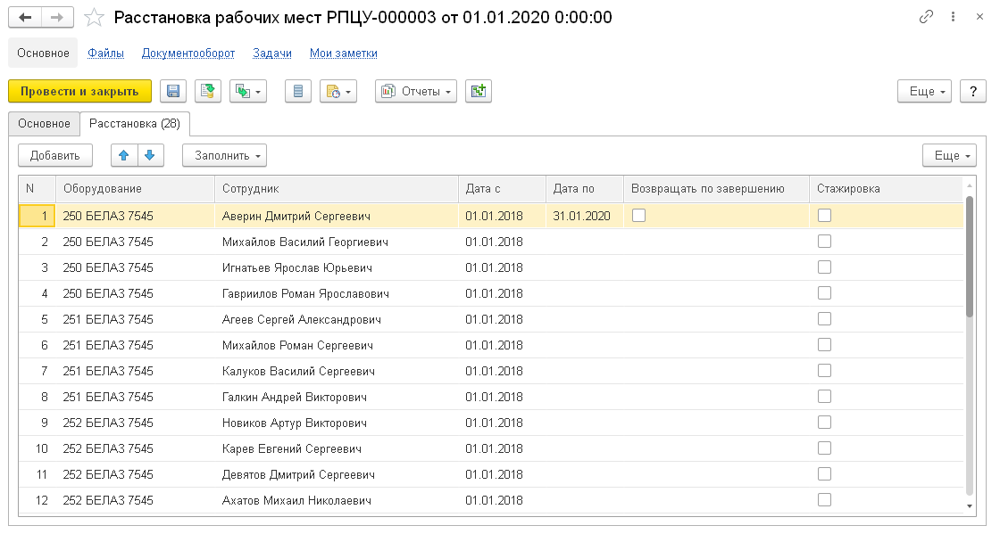 Расстановка рабочих мест РПЦУ-000003 от 01.01.2020 0:00:00
Основное Файлы Документооборот Задачи Мои заметки
Провести и закрыть Отчеты Еще ?
Основное Расстановка (28)
Добавить Заполнить Еще
N Оборудование Сотрудник Дата с Дата по Возвращать по завершению Стажировка
1 250 БЕЛАЗ 7545 Аверин Дмитрий Сергеевич 01.01.2018 31.01.2020
2 250 БЕЛАЗ 7545 Михайлов Василий Георгиевич 01.01.2018
3 250 БЕЛАЗ 7545 Игнатьев Ярослав Юрьевич 01.01.2018
4 250 БЕЛАЗ 7545 Гавриилов Роман Ярославович 01.01.2018
5 251 БЕЛАЗ 7545 Агеев Сергей Александрович 01.01.2018
6 251 БЕЛАЗ 7545 Михайлов Роман Сергеевич 01.01.2018
7 251 БЕЛАЗ 7545 Калуков Василий Сергеевич 01.01.2018
8 251 БЕЛАЗ 7545 Галкин Андрей Викторович 01.01.2018
9 252 БЕЛАЗ 7545 Новиков Артур Викторович 01.01.2018
10 252 БЕЛАЗ 7545 Карев Евгений Сергеевич 01.01.2018
11 252 БЕЛАЗ 7545 Девятов Дмитрий Сергеевич 01.01.2018
12 252 БЕЛАЗ 7545 Ахатов Михаил Николаевич 01.01.2018